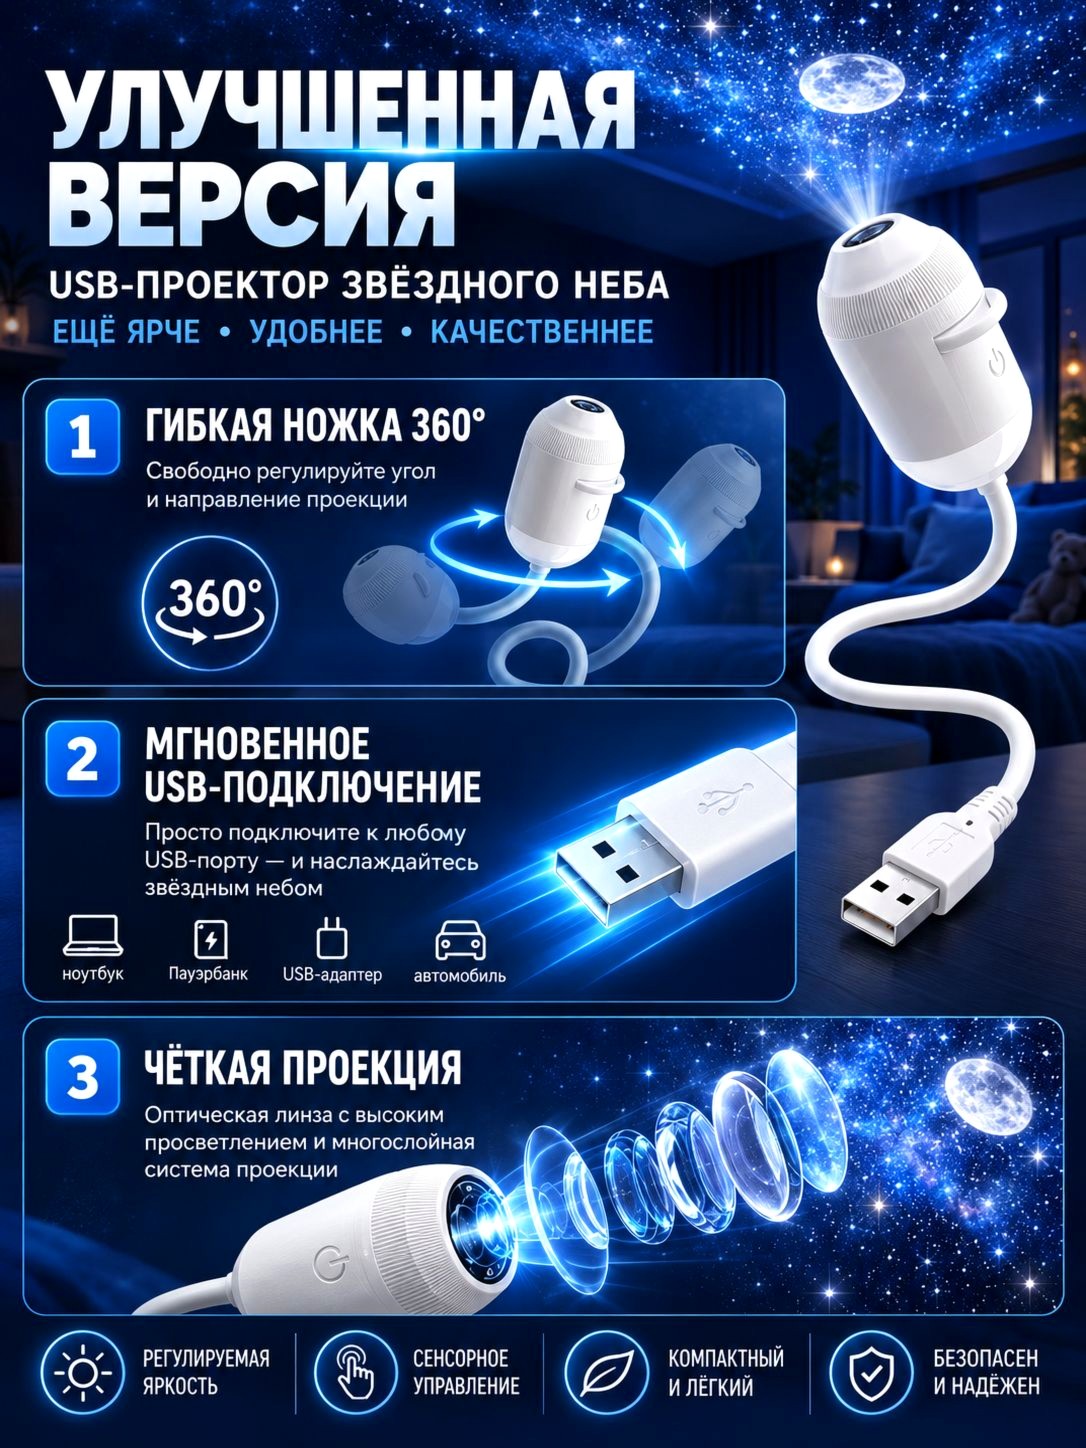 УЛУЧШЕННАЯ
ВЕРСИЯ
USB-ПРОЕКТОР ЗВЁЗДНОГО НЕБА
ЕЩЁ ЯРЧЕ • УДОБНЕЕ • КАЧЕСТВЕННЕЕ
1
ГИБКАЯ НОЖКА 360°
Свободно регулируйте угол
и направление проекции
360°
2
МГНОВЕННОЕ
USB-ПОДКЛЮЧЕНИЕ
Просто подключите к любому
USB-порту — и наслаждайтесь
звёздным небом
ноутбук
Пауэрбанк
USB-адаптер
автомобиль
3
ЧЁТКАЯ ПРОЕКЦИЯ
Оптическая линза с высоким
просветлением и многослойная
система проекции
РЕГУЛИРУЕМАЯ
ЯРКОСТЬ
СЕНСОРНОЕ
УПРАВЛЕНИЕ
КОМПАКТНЫЙ
И ЛЁГКИЙ
БЕЗОПАСЕН
И НАДЁЖЕН